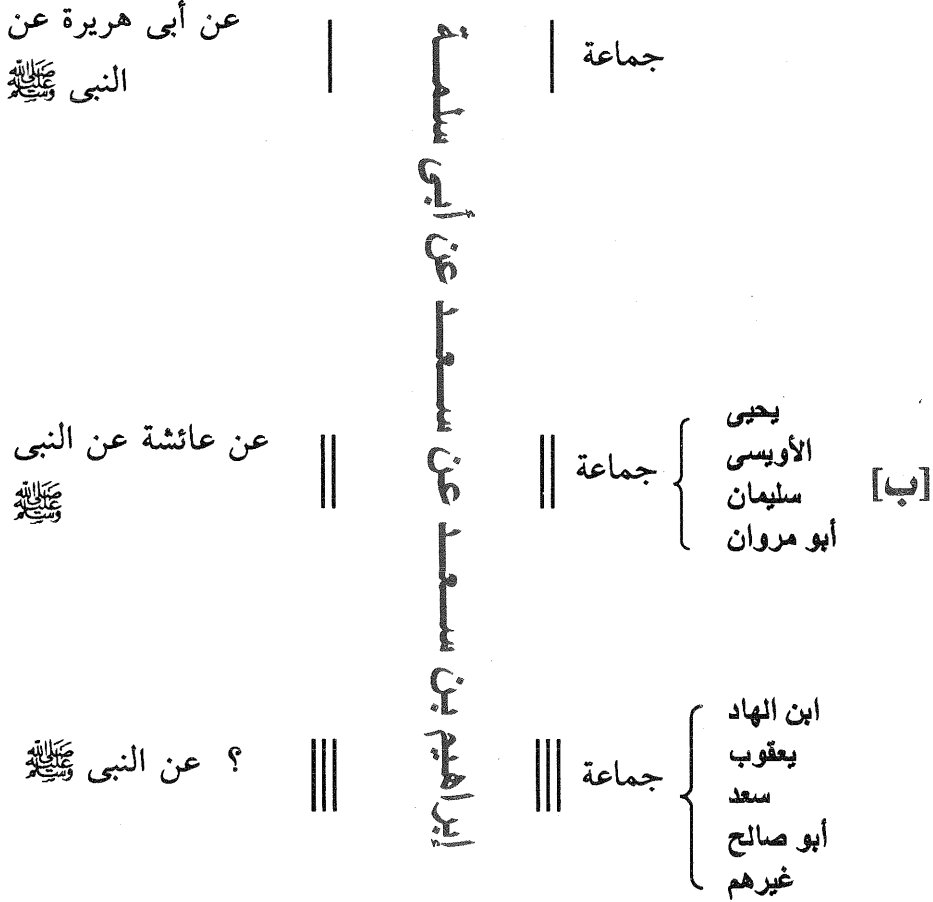 جماعة
عن أبى هريرة عن
النبى ﷺ
إبراهيم بن سعد عن سعد عن أبى سلمة
[ب]
يحيى
الأويسى
سليمان
أبو مروان
جماعة
عن عائشة عن النبى
ﷺ
ابن الهاد
يعقوب
سعد
أبو صالح
غيرهم
جماعة
؟ عن النبى ﷺ